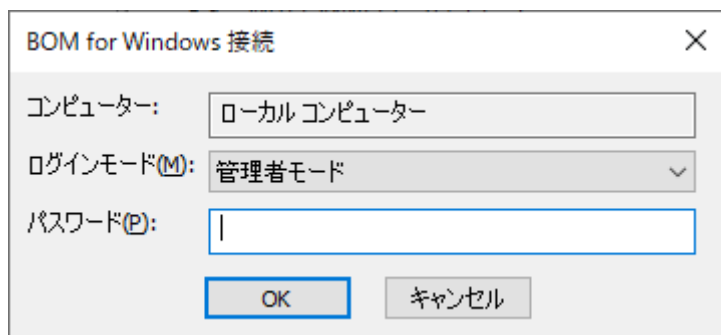 BOM for Windows 接続
コンピューター: ローカル コンピューター
ログインモード(M): 管理者モード
パスワード(P):
OK キャンセル